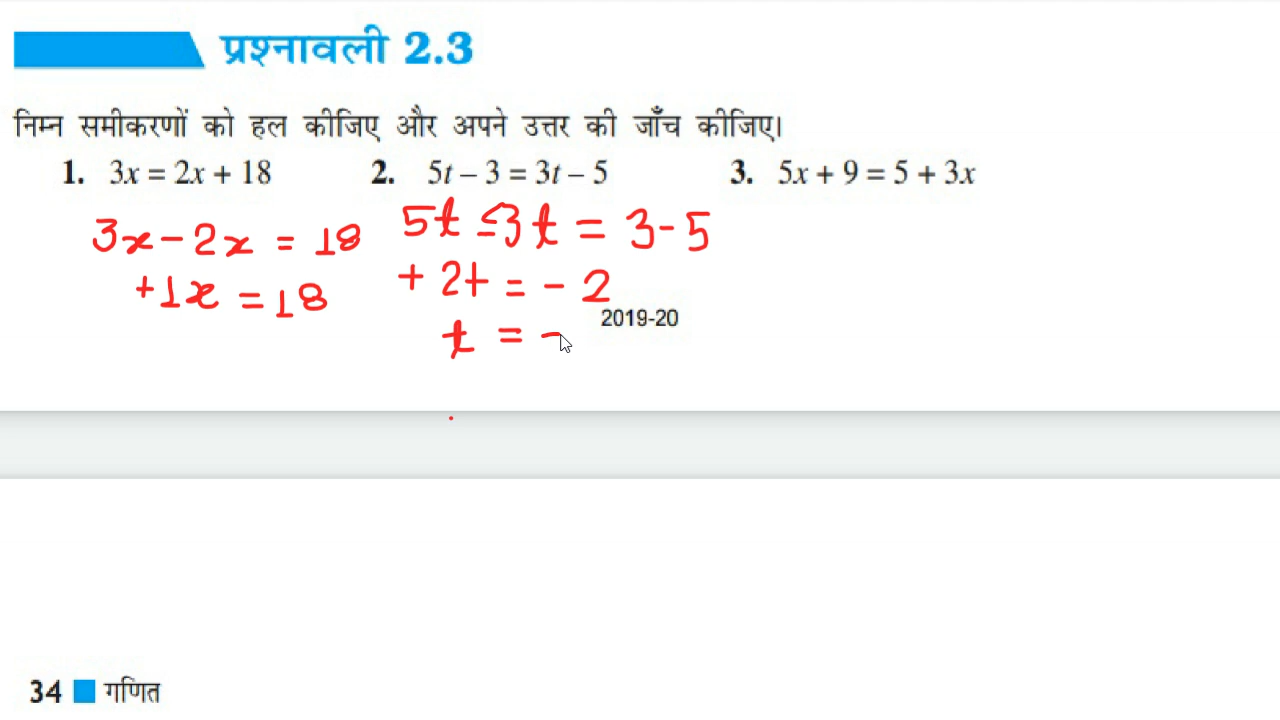 प्रश्नावली 2.3
निम्न समीकरणों को हल कीजिए और अपने उत्तर की जाँच कीजिए।
1. 3x = 2x + 18 2. 5t – 3 = 3t – 5 3. 5x + 9 = 5 + 3x
3x - 2x = 18
+1x = 18
5t - 3t = 3 - 5
+ 2t = - 2
t = -
2019-20
34 गणित